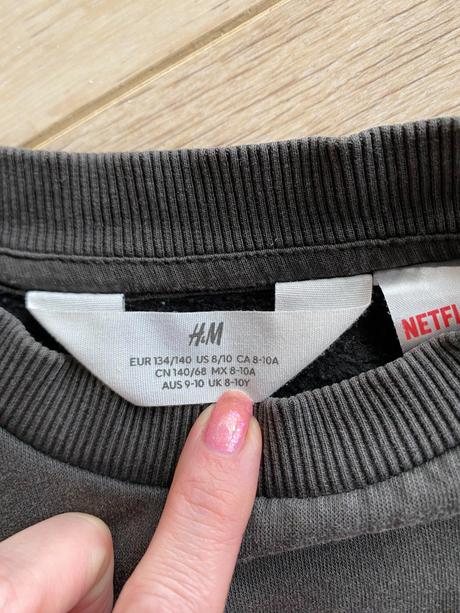 H&M
EUR 134/140 US 8/10 CA 8-10A
CN 140/68 MX 8-10A
AUS 9-10 UK 8-10Y